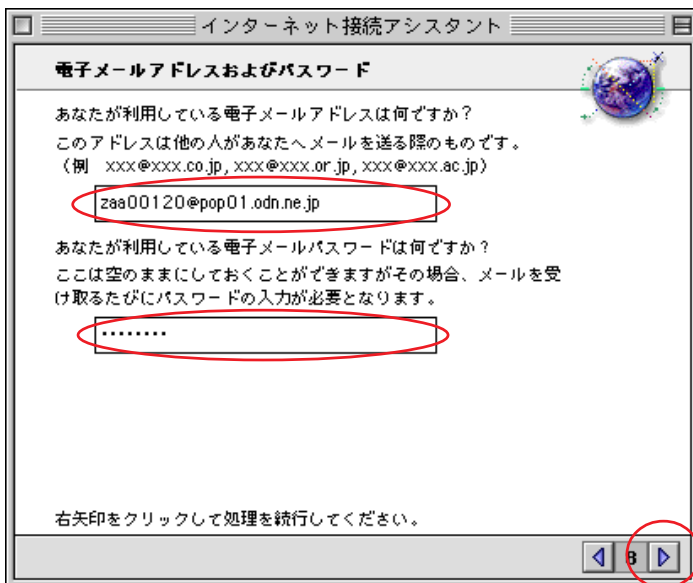 インターネット接続アシスタント
電子メールアドレスおよびパスワード
あなたが利用している電子メールアドレスは何ですか？
このアドレスは他の人があなたへメールを送る際のものです。
（例　xxx@xxx.co.jp, xxx@xxx.or.jp, xxx@xxx.ac.jp）
zaa00120@pop01.odn.ne.jp
あなたが利用している電子メールパスワードは何ですか？
ここは空のままにしておくことができますがその場合、メールを受
け取るたびにパスワードの入力が必要となります。
••••••••
右矢印をクリックして処理を続行してください。
8